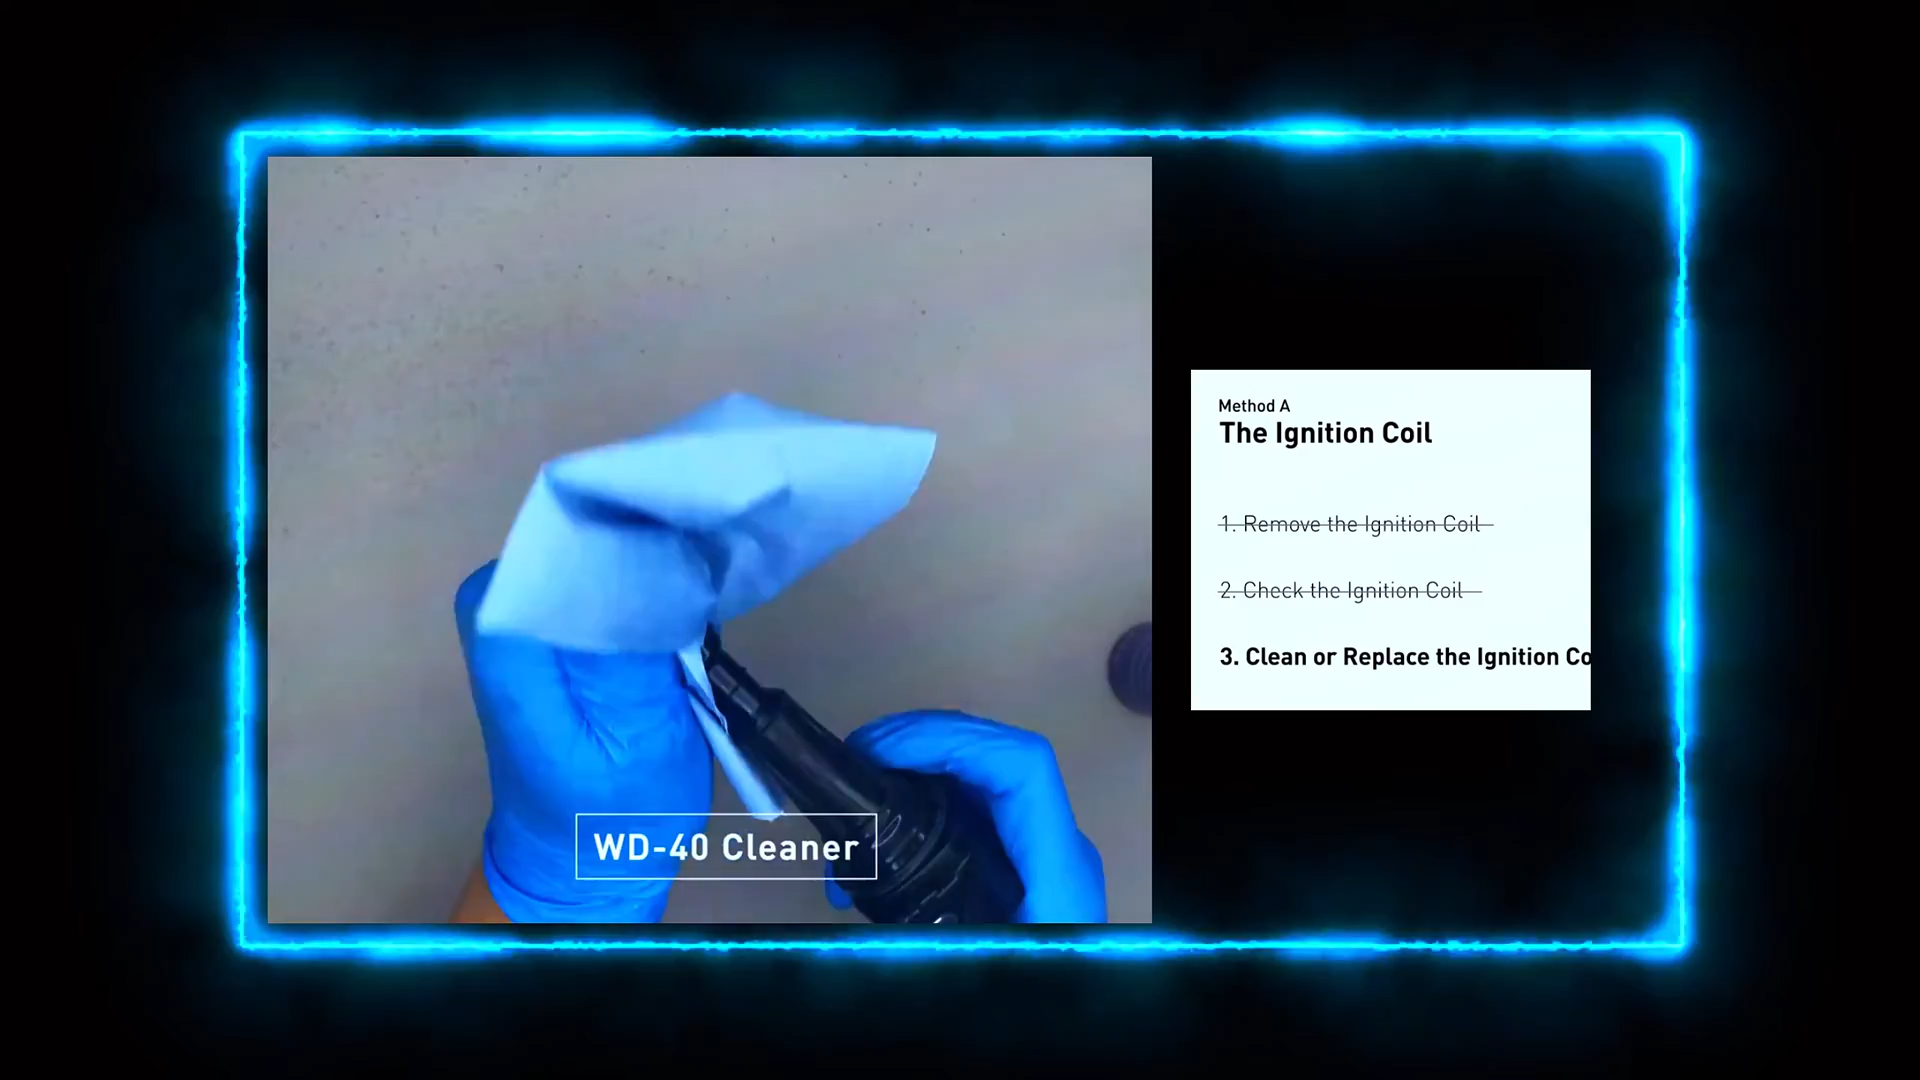 Method A
The Ignition Coil
1. Remove the Ignition Coil
2. Check the Ignition Coil
3. Clean or Replace the Ignition Co
WD-40 Cleaner